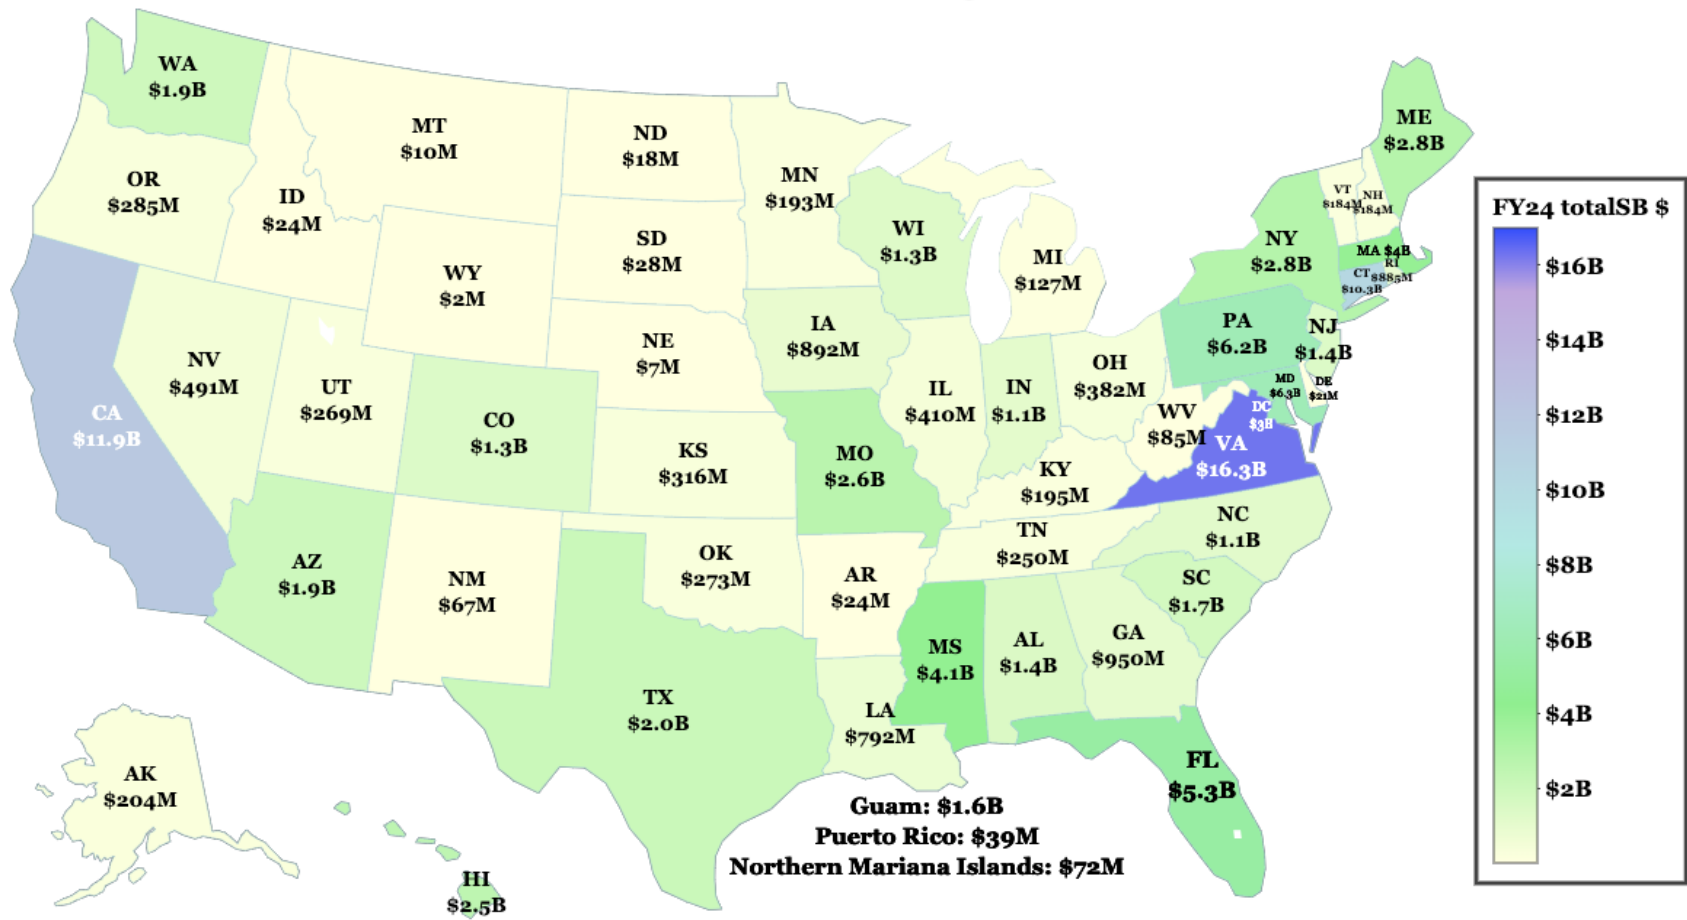 WA
$1.9B
OR
$285M
CA
$11.9B
NV
$491M
ID
$24M
MT
$10M
WY
$2M
UT
$269M
AZ
$1.9B
CO
$1.3B
NM
$67M
ND
$18M
SD
$28M
NE
$7M
KS
$316M
OK
$273M
TX
$2.0B
MN
$193M
IA
$892M
MO
$2.6B
AR
$24M
LA
$792M
WI
$1.3B
IL
$410M
MI
$127M
IN
$1.1B
OH
$382M
KY
$195M
TN
$250M
MS
$4.1B
AL
$1.4B
GA
$950M
FL
$5.3B
SC
$1.7B
NC
$1.1B
VA
$16.3B
WV
$85M
DC
$3B
MD
$6.3B
DE
$21M
PA
$6.2B
NJ
$1.4B
NY
$2.8B
CT
$10.3B
RI
$885M
MA $4B
VT
$184M
NH
$184M
ME
$2.8B
AK
$204M
HI
$2.5B
Guam: $1.6B
Puerto Rico: $39M
Northern Mariana Islands: $72M
FY24 totalSB $
$16B
$14B
$12B
$10B
$8B
$6B
$4B
$2B